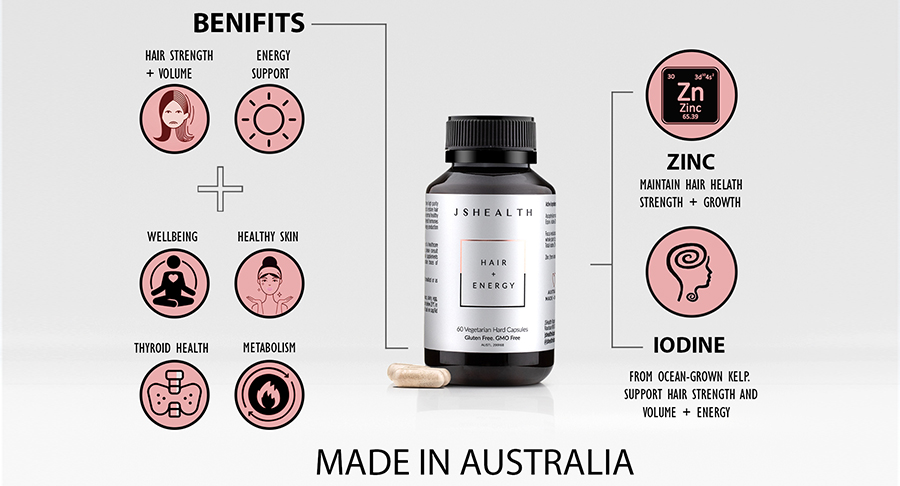 BENIFITS
HAIR STRENGTH
+ VOLUME
ENERGY
SUPPORT
WELLBEING
HEALTHY SKIN
THYROID HEALTH
METABOLISM
JSHEALTH
HAIR
+
ENERGY
60 Vegetarian Hard Capsules
Gluten Free, GMO Free
30 3d¹⁰4s²
Zn
Zinc
65.39
ZINC
MAINTAIN HAIR HELATH
STRENGTH + GROWTH
IODINE
FROM OCEAN-GROWN KELP.
SUPPORT HAIR STRENGTH AND
VOLUME + ENERGY
MADE IN AUSTRALIA